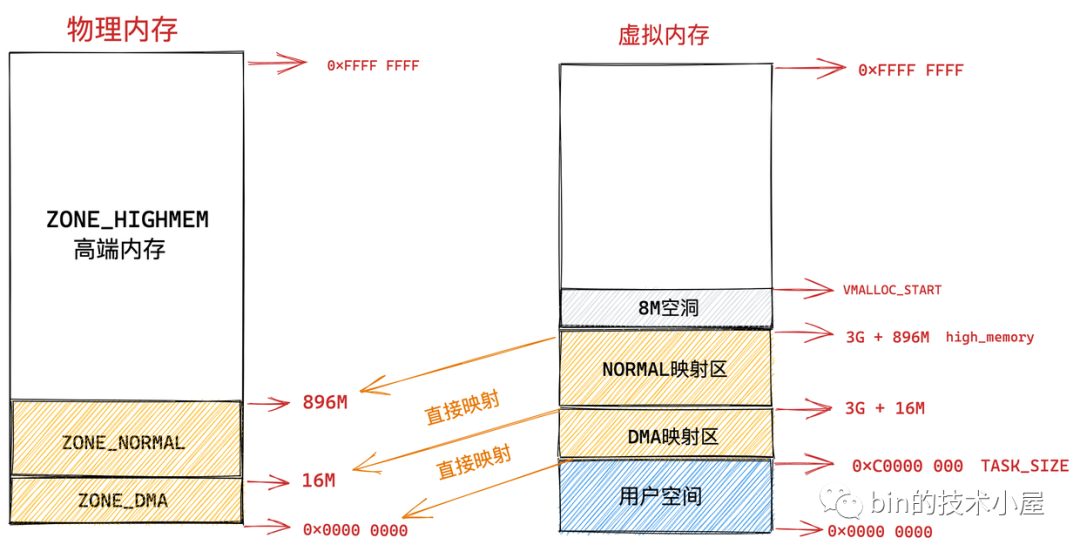 物理内存
0×FFFF FFFF
ZONE_HIGHMEM
高端内存
896M
ZONE_NORMAL
16M
ZONE_DMA
0×0000 0000
直接映射
直接映射
虚拟内存
0×FFFF FFFF
VMALLOC_START
8M空洞
3G + 896M high_memory
NORMAL映射区
3G + 16M
DMA映射区
0×C0000 000 TASK_SIZE
用户空间
bin的技术小屋
0×0000 0000